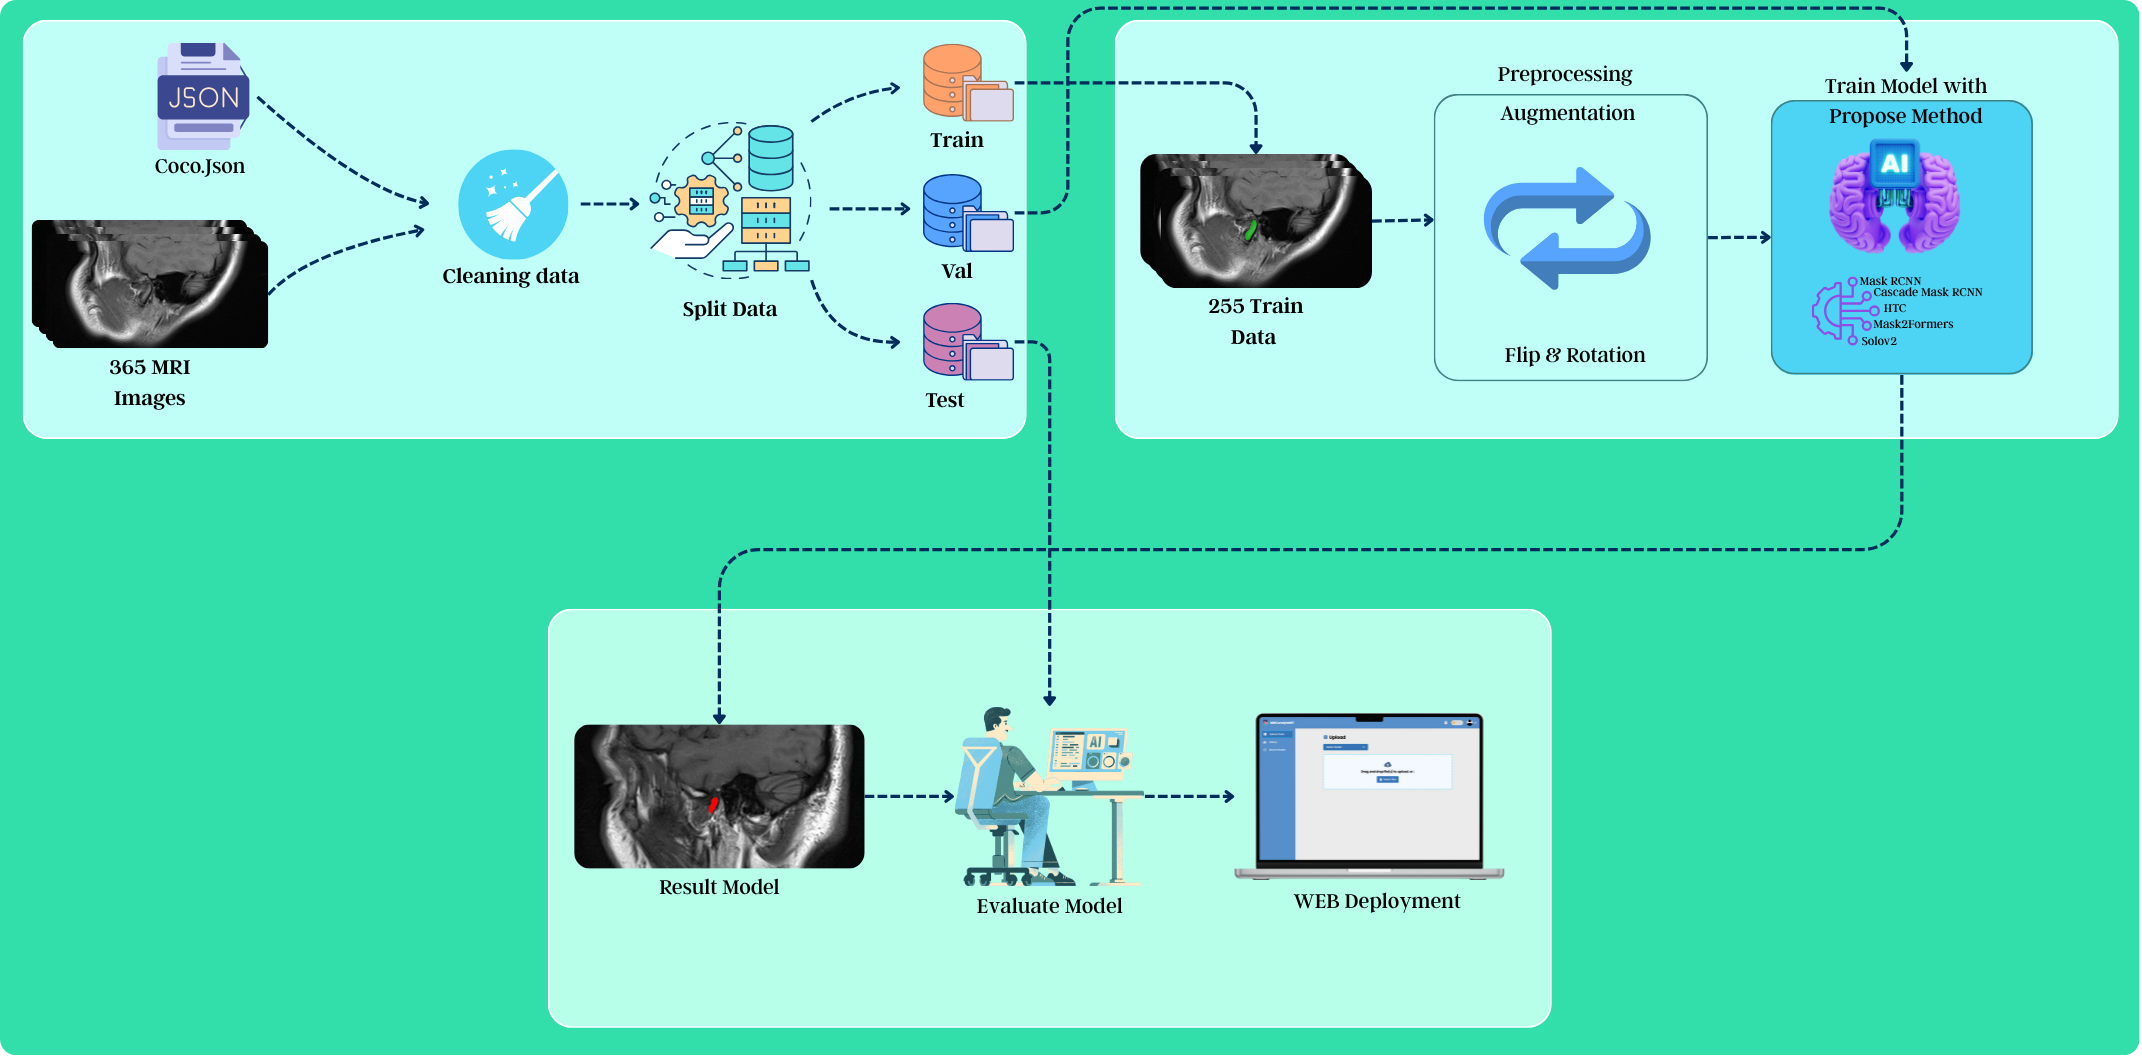 JSON
Coco.Json
365 MRI
Images
Cleaning data
Split Data
Train
Val
Test
255 Train
Data
Preprocessing
Augmentation
Flip & Rotation
Train Model with
Propose Method
AI
Mask RCNN
Cascade Mask RCNN
HTC
Mask2Formers
Solov2
Result Model
AI
Evaluate Model
Upload
WEB Deployment